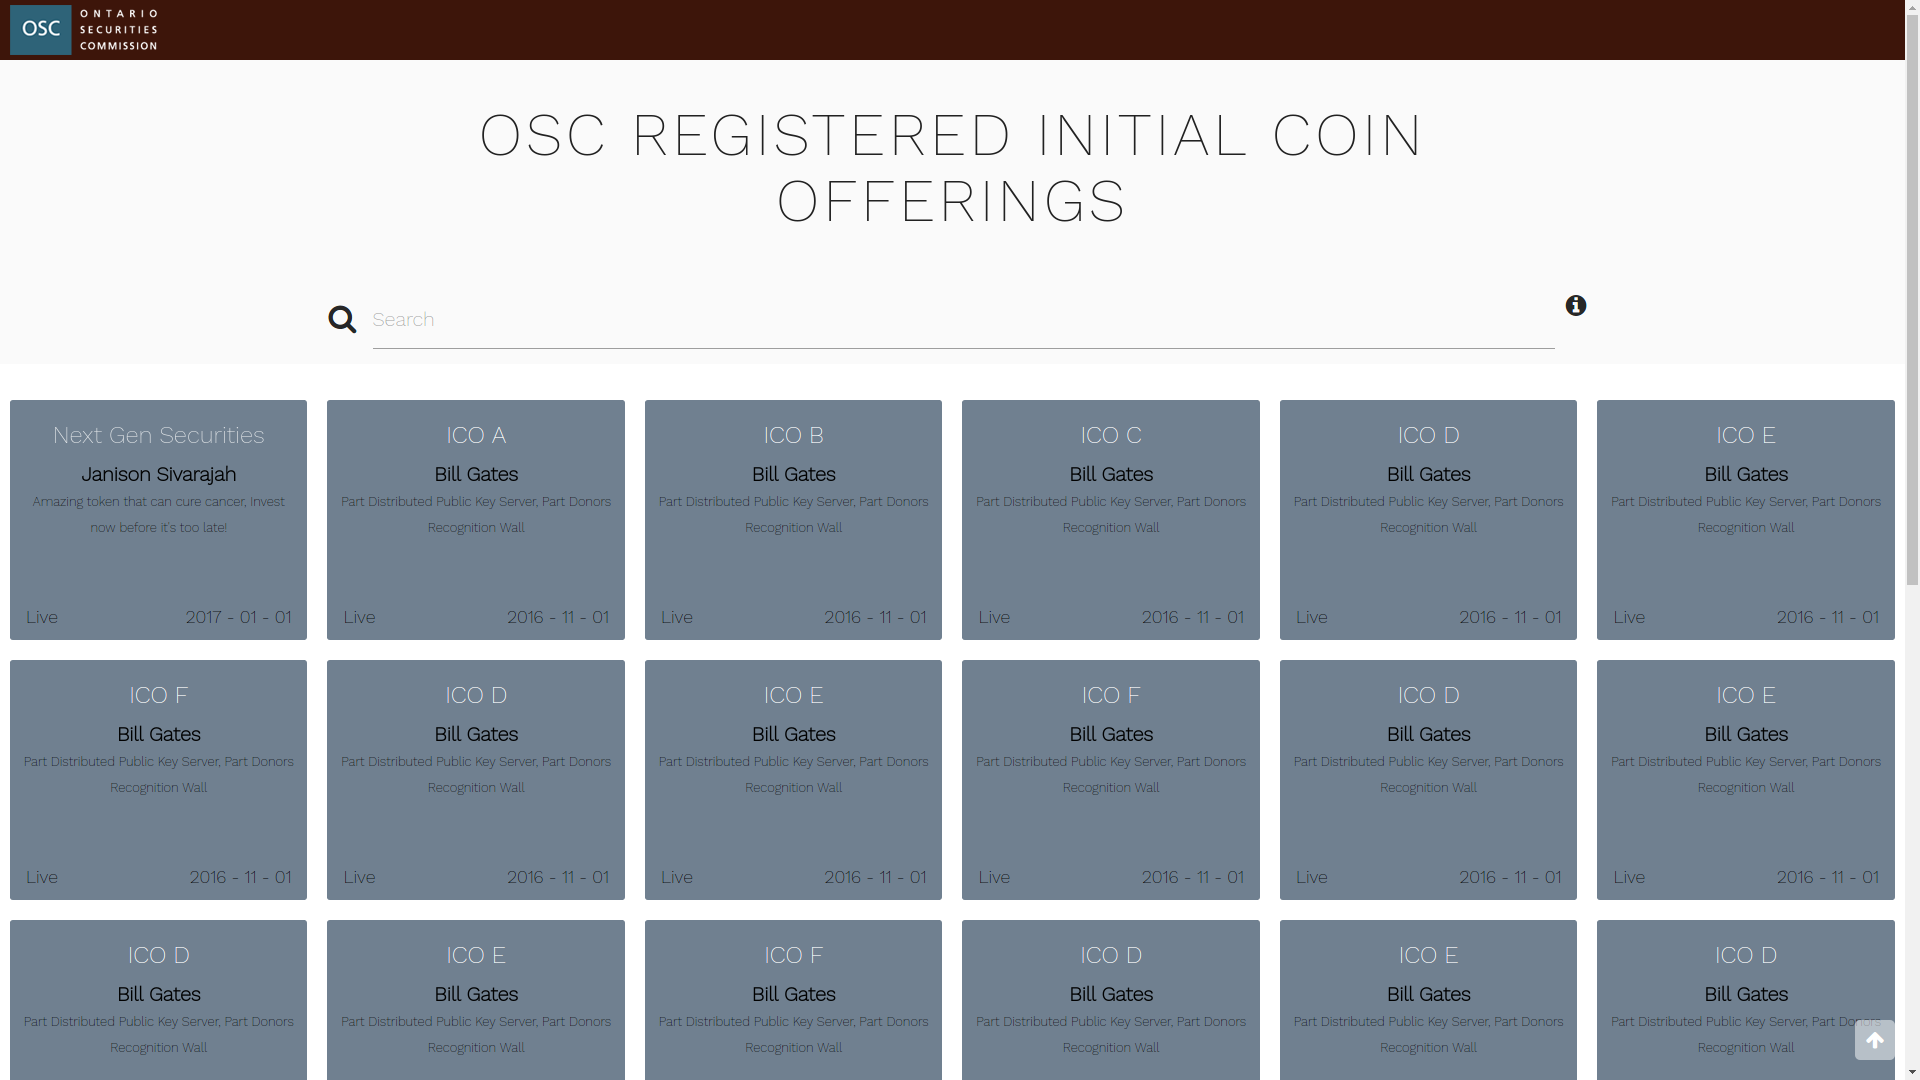 OSC
ONTARIO
SECURITIES
COMMISSION
OSC REGISTERED INITIAL COIN
OFFERINGS
Search
Next Gen Securities
Janison Sivarajah
Amazing token that can cure cancer, Invest
now before it's too late!
Live 2017 - 01 - 01
ICO A
Bill Gates
Part Distributed Public Key Server, Part Donors
Recognition Wall
Live 2016 - 11 - 01
ICO B
Bill Gates
Part Distributed Public Key Server, Part Donors
Recognition Wall
Live 2016 - 11 - 01
ICO C
Bill Gates
Part Distributed Public Key Server, Part Donors
Recognition Wall
Live 2016 - 11 - 01
ICO D
Bill Gates
Part Distributed Public Key Server, Part Donors
Recognition Wall
Live 2016 - 11 - 01
ICO E
Bill Gates
Part Distributed Public Key Server, Part Donors
Recognition Wall
Live 2016 - 11 - 01
ICO F
Bill Gates
Part Distributed Public Key Server, Part Donors
Recognition Wall
Live 2016 - 11 - 01
ICO D
Bill Gates
Part Distributed Public Key Server, Part Donors
Recognition Wall
Live 2016 - 11 - 01
ICO E
Bill Gates
Part Distributed Public Key Server, Part Donors
Recognition Wall
Live 2016 - 11 - 01
ICO F
Bill Gates
Part Distributed Public Key Server, Part Donors
Recognition Wall
Live 2016 - 11 - 01
ICO D
Bill Gates
Part Distributed Public Key Server, Part Donors
Recognition Wall
Live 2016 - 11 - 01
ICO E
Bill Gates
Part Distributed Public Key Server, Part Donors
Recognition Wall
Live 2016 - 11 - 01
ICO D
Bill Gates
Part Distributed Public Key Server, Part Donors
Recognition Wall
ICO E
Bill Gates
Part Distributed Public Key Server, Part Donors
Recognition Wall
ICO F
Bill Gates
Part Distributed Public Key Server, Part Donors
Recognition Wall
ICO D
Bill Gates
Part Distributed Public Key Server, Part Donors
Recognition Wall
ICO E
Bill Gates
Part Distributed Public Key Server, Part Donors
Recognition Wall
ICO D
Bill Gates
Part Distributed Public Key Server, Part Donors
Recognition Wall